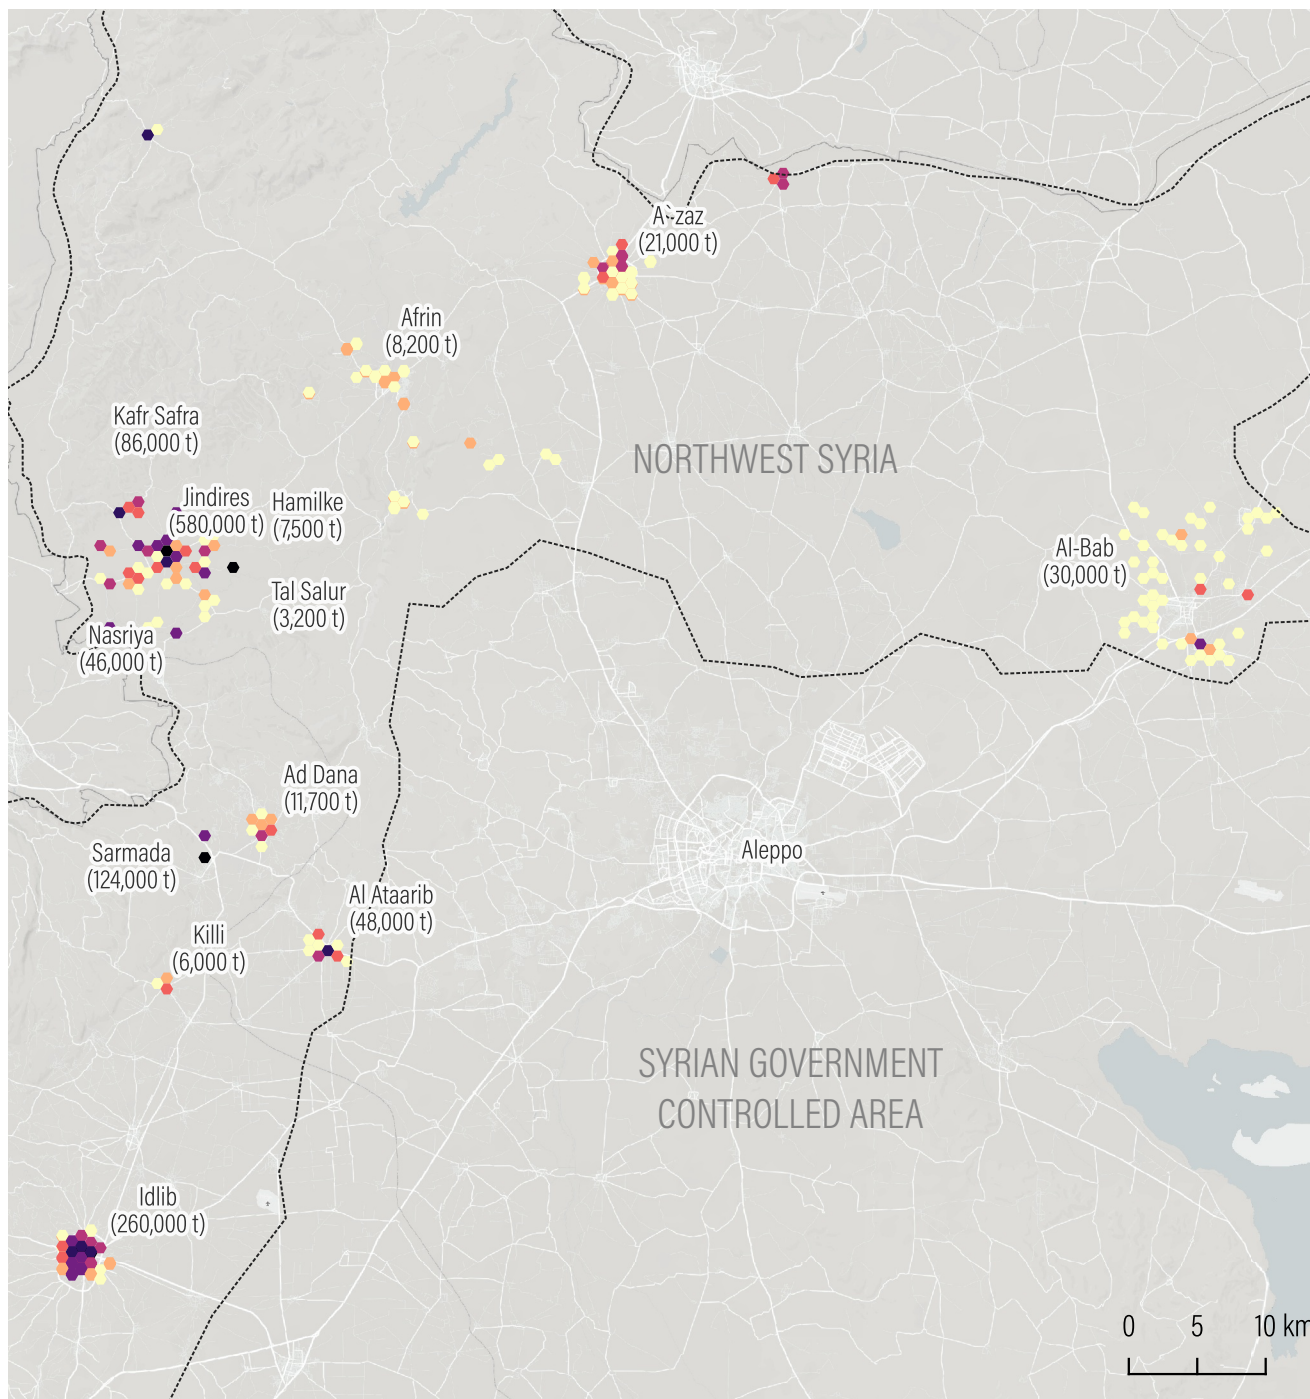 A`zaz
(21,000 t)
Afrin
(8,200 t)
Kafr Safra
(86,000 t)
NORTHWEST SYRIA
Jindires
(580,000 t)
Hamilke
(7,500 t)
Al-Bab
(30,000 t)
Tal Salur
(3,200 t)
Nasriya
(46,000 t)
Ad Dana
(11,700 t)
Sarmada
(124,000 t)
Aleppo
Al Ataarib
(48,000 t)
Killi
(6,000 t)
SYRIAN GOVERNMENT
CONTROLLED AREA
Idlib
(260,000 t)
0 5 10 km